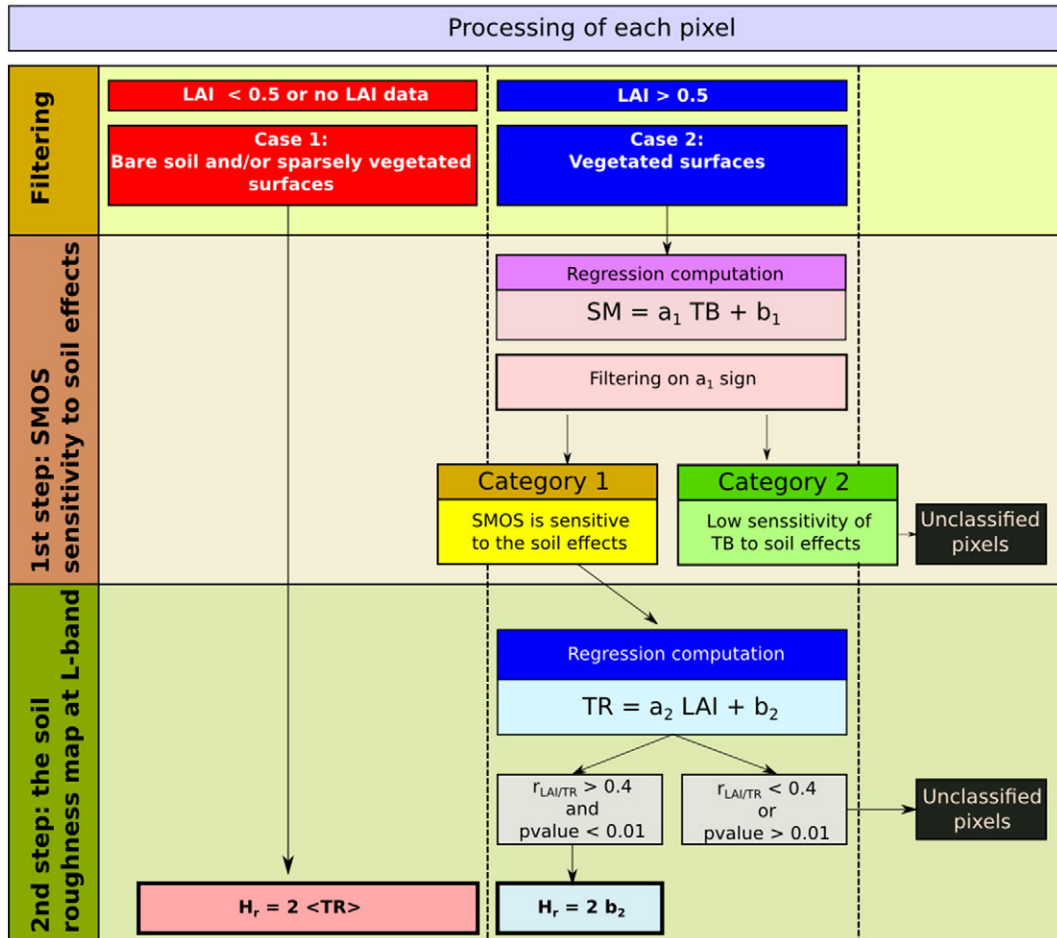 Processing of each pixel
Filtering
LAI < 0.5 or no LAI data
Case 1:
Bare soil and/or sparsely vegetated
surfaces
LAI > 0.5
Case 2:
Vegetated surfaces
1st step: SMOS
sensitivity to soil effects
Regression computation
SM = a₁ TB + b₁
Filtering on a₁ sign
Category 1
SMOS is sensitive
to the soil effects
Category 2
Low senssitivity of
TB to soil effects
Unclassified
pixels
2nd step: the soil
roughness map at L-band
Regression computation
TR = a₂ LAI + b₂
r_LAI/TR > 0.4
and
pvalue < 0.01
r_LAI/TR < 0.4
or
pvalue > 0.01
Unclassified
pixels
Hᵣ = 2 <TR>
Hᵣ = 2 b₂